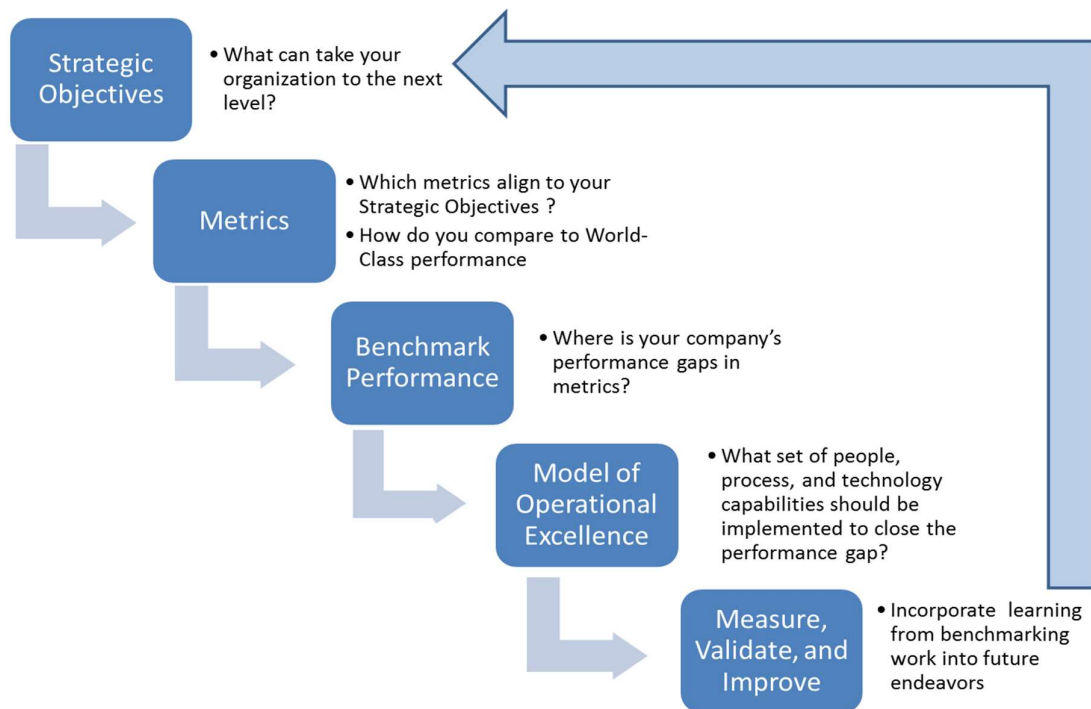 Strategic
Objectives
• What can take your
organization to the next
level?
Metrics
• Which metrics align to your
Strategic Objectives ?
• How do you compare to World-
Class performance
Benchmark
Performance
• Where is your company’s
performance gaps in
metrics?
Model of
Operational
Excellence
• What set of people,
process, and technology
capabilities should be
implemented to close the
performance gap?
Measure,
Validate, and
Improve
• Incorporate learning
from benchmarking
work into future
endeavors